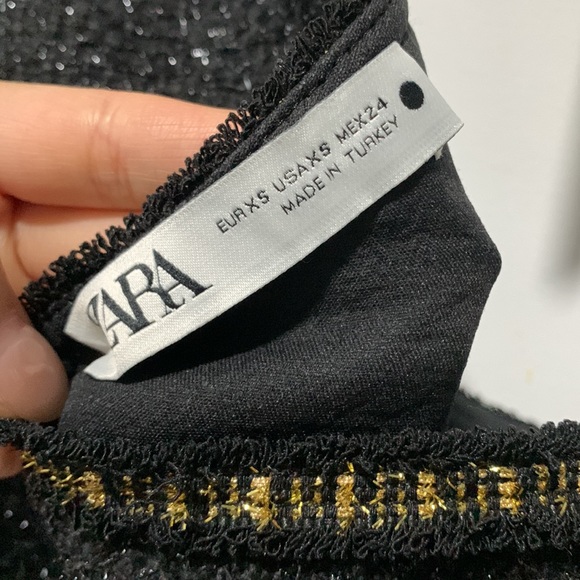 ZARA
EUR XS USA XS MEX 24
MADE IN TURKEY